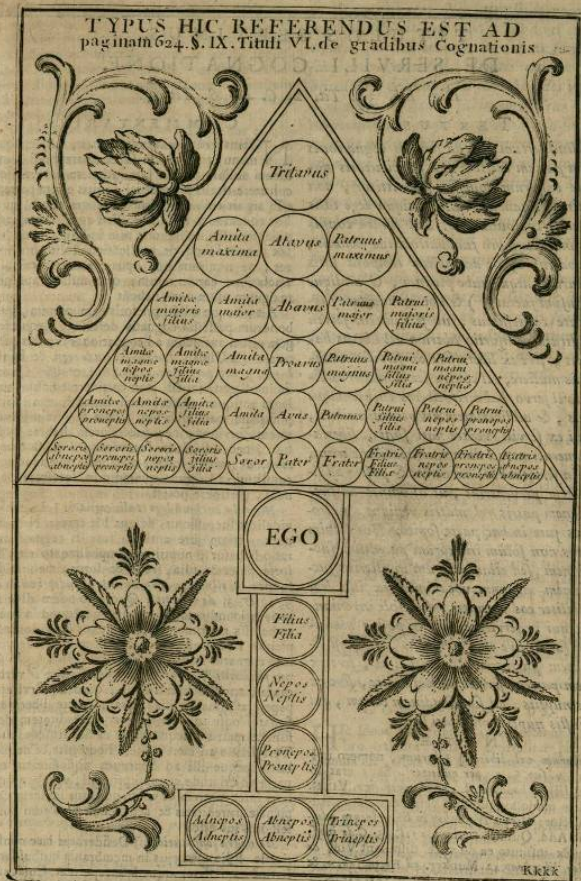 TYPUS HIC REFERENDUS EST AD
paginam 624. §. IX. Tituli VI. de gradibus Cognationis
Tritavus
Amita maxima
Atavus
Patruus maximus
Amitæ majoris filius
Amita major
Abavus
Patruus major
Patrui majoris filius
Amitæ magnæ nepos neptis
Amitæ magnæ filius filia
Amita magna
Proavus
Patruus magnus
Patrui magni filius filia
Patrui magni nepos neptis
Amitæ pronepos proneptis
Amitæ nepos neptis
Amitæ filius filia
Amita
Avus
Patruus
Patrui filius filia
Patrui nepos neptis
Patrui pronepos proneptis
Sororis abnepos abneptis
Sororis pronepos proneptis
Sororis nepos neptis
Sororis filius filia
Soror
Pater
Frater
Fratris Filius Filia
Fratris nepos neptis
Fratris pronepos proneptis
Fratris abnepos abneptis
EGO
Filius
Filia
Nepos
Neptis
Pronepos
Proneptis
Adnepos Adneptis
Abnepos Abneptis
Trinepos Trineptis
Kkkk